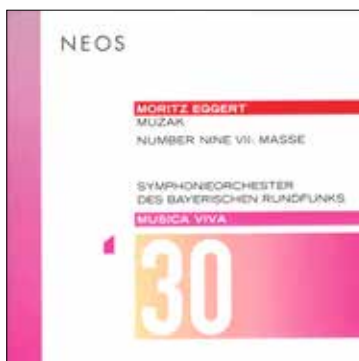 NEOS
MORITZ EGGERT
MUZAK
NUMBER NINE VII: MASSE
SYMPHONIEORCHESTER
DES BAYERISCHEN RUNDFUNKS
MUSICA VIVA
30